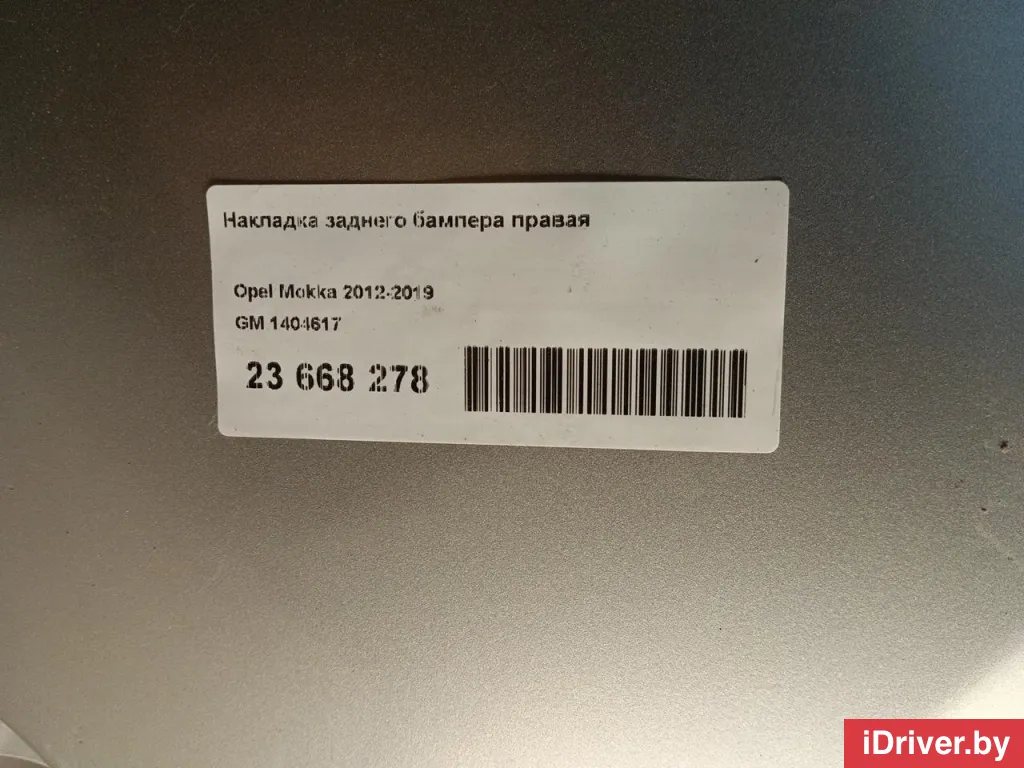 Накладка заднего бампера правая
Opel Mokka 2012-2019
GM 1404617
23 668 278
iDriver.by